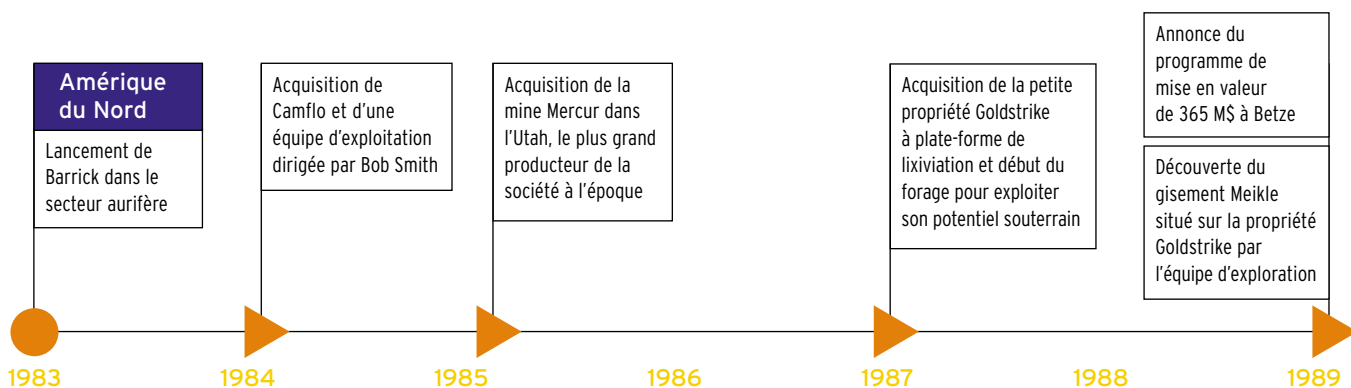 Amérique
du Nord
Lancement de
Barrick dans le
secteur aurifère
Acquisition de
Camflo et d'une
équipe d'exploitation
dirigée par Bob Smith
Acquisition de la
mine Mercur dans
l'Utah, le plus grand
producteur de la
société à l'époque
Acquisition de la petite
propriété Goldstrike
à plate-forme de
lixiviation et début du
forage pour exploiter
son potentiel souterrain
Annonce du
programme de
mise en valeur
de 365 M$ à Betze
Découverte du
gisement Meikle
situé sur la propriété
Goldstrike par
l'équipe d'exploration
1983 1984 1985 1986 1987 1988 1989